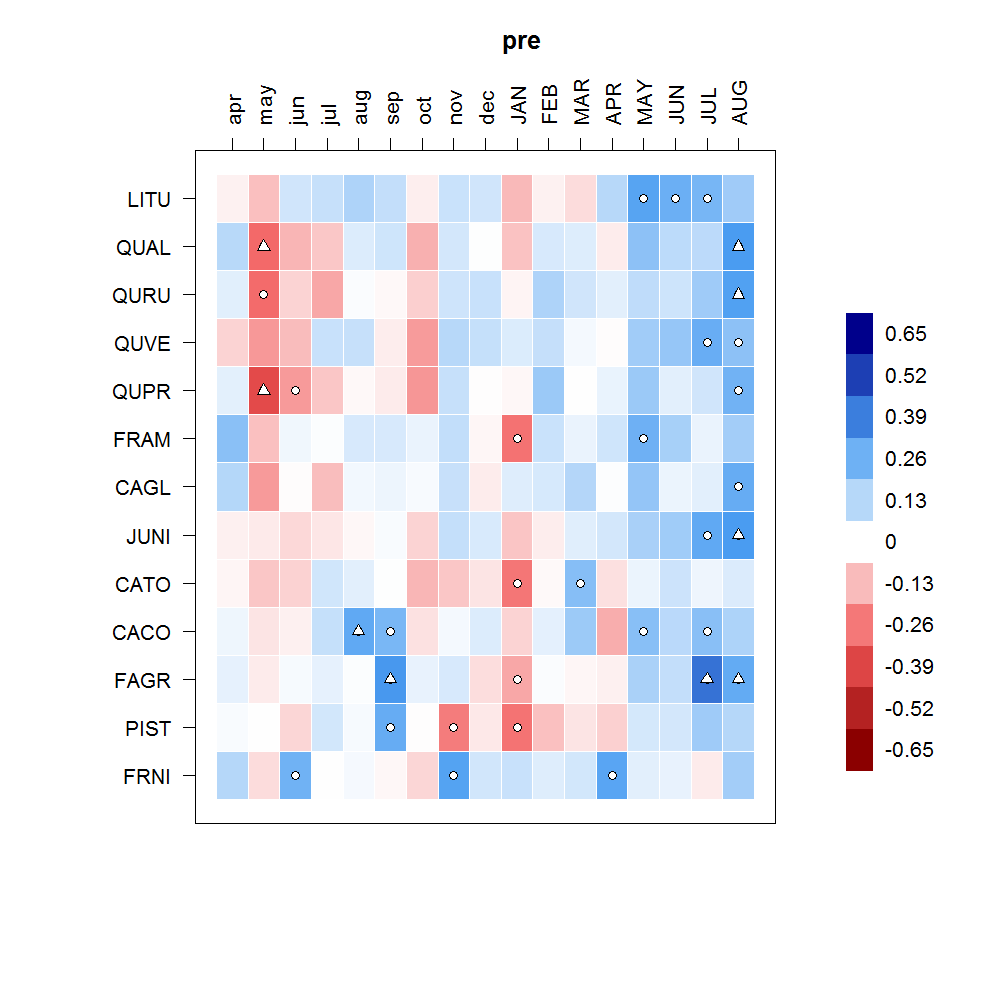 pre
apr may jun jul aug sep oct nov dec JAN FEB MAR APR MAY JUN JUL AUG
LITU
QUAL
QURU
QUVE
QUPR
FRAM
CAGL
JUNI
CATO
CACO
FAGR
PIST
FRNI
0.65
0.52
0.39
0.26
0.13
0
-0.13
-0.26
-0.39
-0.52
-0.65